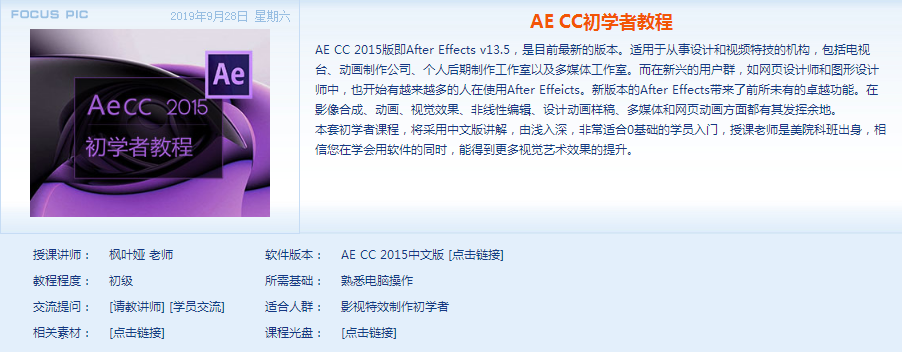 FOCUS PIC
2019年9月28日 星期六
Ae
Aecc 2015
初学者教程
AE CC初学者教程
AE CC 2015版即After Effects v13.5，是目前最新的版本。适用于从事设计和视频特技的机构，包括电视
台、动画制作公司、个人后期制作工作室以及多媒体工作室。而在新兴的用户群，如网页设计师和图形设计
师中，也开始有越来越多的人在使用After Effeicts。新版本的After Effects带来了前所未有的卓越功能。在
影像合成、动画、视觉效果、非线性编辑、设计动画样稿、多媒体和网页动画方面都有其发挥余地。
本套初学者课程，将采用中文版讲解，由浅入深，非常适合0基础的学员入门，授课老师是美院科班出身，相
信您在学会用软件的同时，能得到更多视觉艺术效果的提升。
授课讲师： 枫叶娅 老师 软件版本： AE CC 2015中文版 [点击链接]
教程程度： 初级 所需基础： 熟悉电脑操作
交流提问： [请教讲师] [学员交流] 适合人群： 影视特效制作初学者
相关素材： [点击链接] 课程光盘： [点击链接]